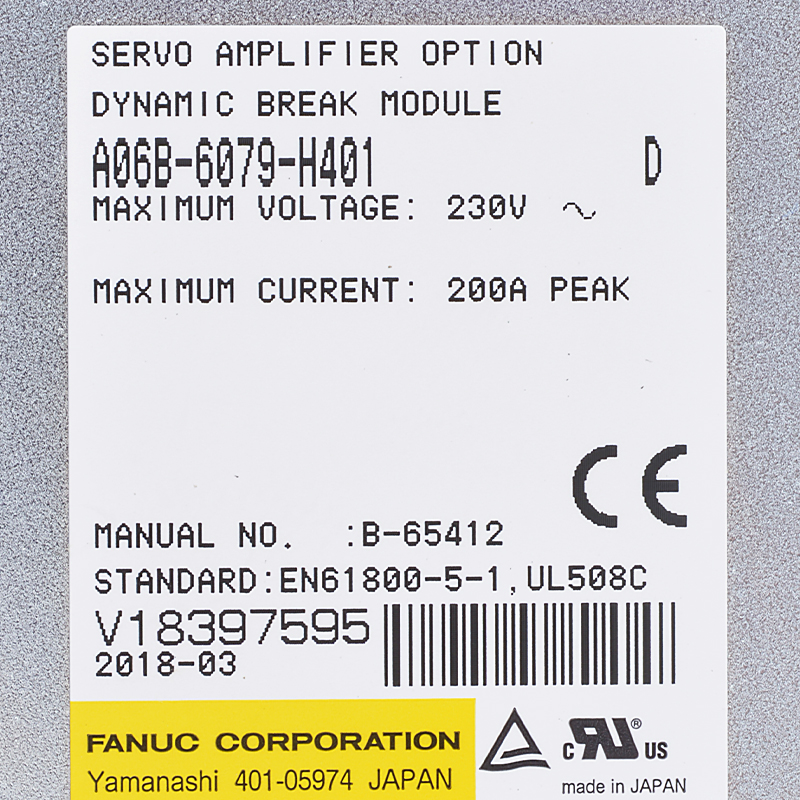 SERVO AMPLIFIER OPTION
DYNAMIC BREAK MODULE
A06B-6079-H401 D
MAXIMUM VOLTAGE: 230V ~
MAXIMUM CURRENT: 200A PEAK
CE
MANUAL NO. :B-65412
STANDARD:EN61800-5-1,UL508C
V18397595
2018-03
FANUC CORPORATION
Yamanashi 401-05974 JAPAN
c RU® US
made in JAPAN